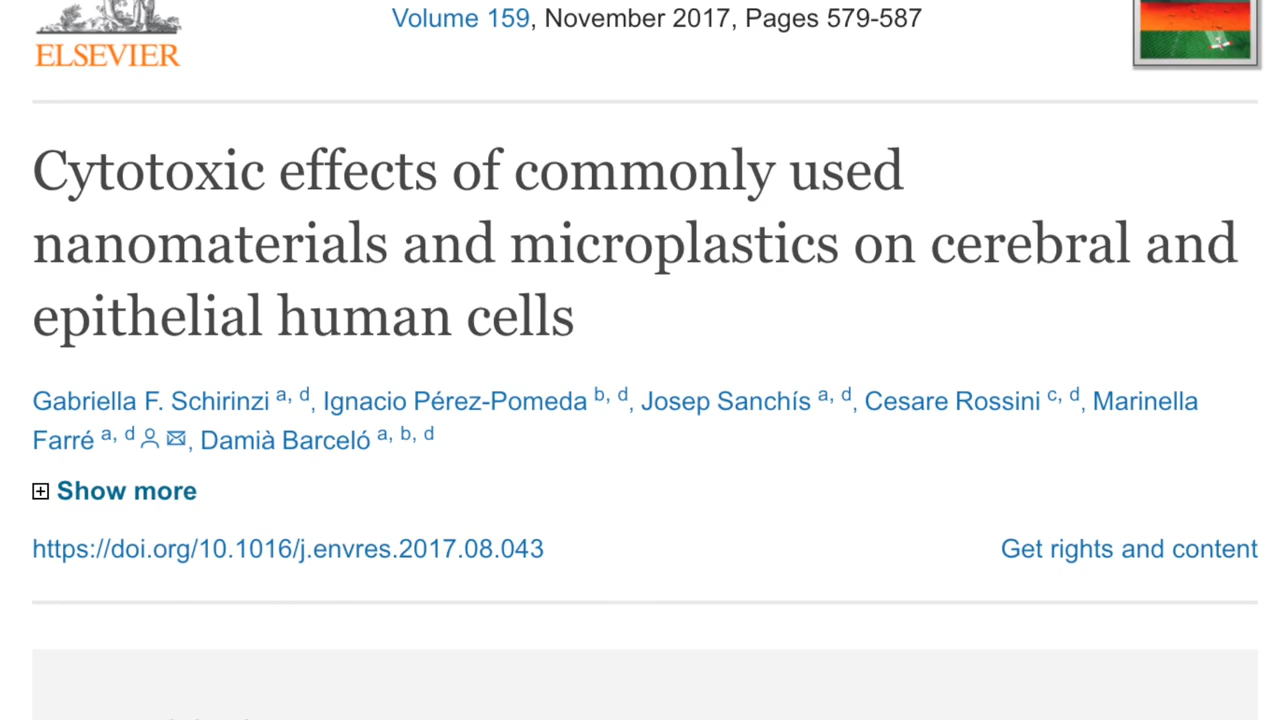 ELSEVIER
Volume 159, November 2017, Pages 579-587
Cytotoxic effects of commonly used
nanomaterials and microplastics on cerebral and
epithelial human cells
Gabriella F. Schirinzi a, d, Ignacio Pérez-Pomeda b, d, Josep Sanchís a, d, Cesare Rossini c, d, Marinella
Farré a, d, Damià Barceló a, b, d
Show more
https://doi.org/10.1016/j.envres.2017.08.043
Get rights and content